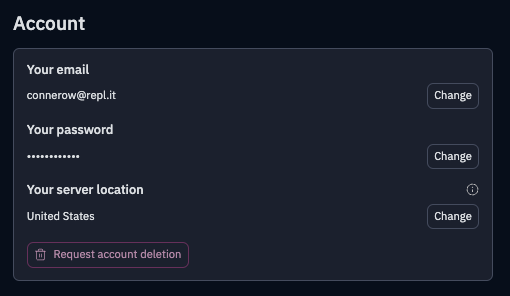 Account
Your email
connerow@repl.it
Change
Your password
••••••••••••
Change
Your server location
United States
Change
Request account deletion